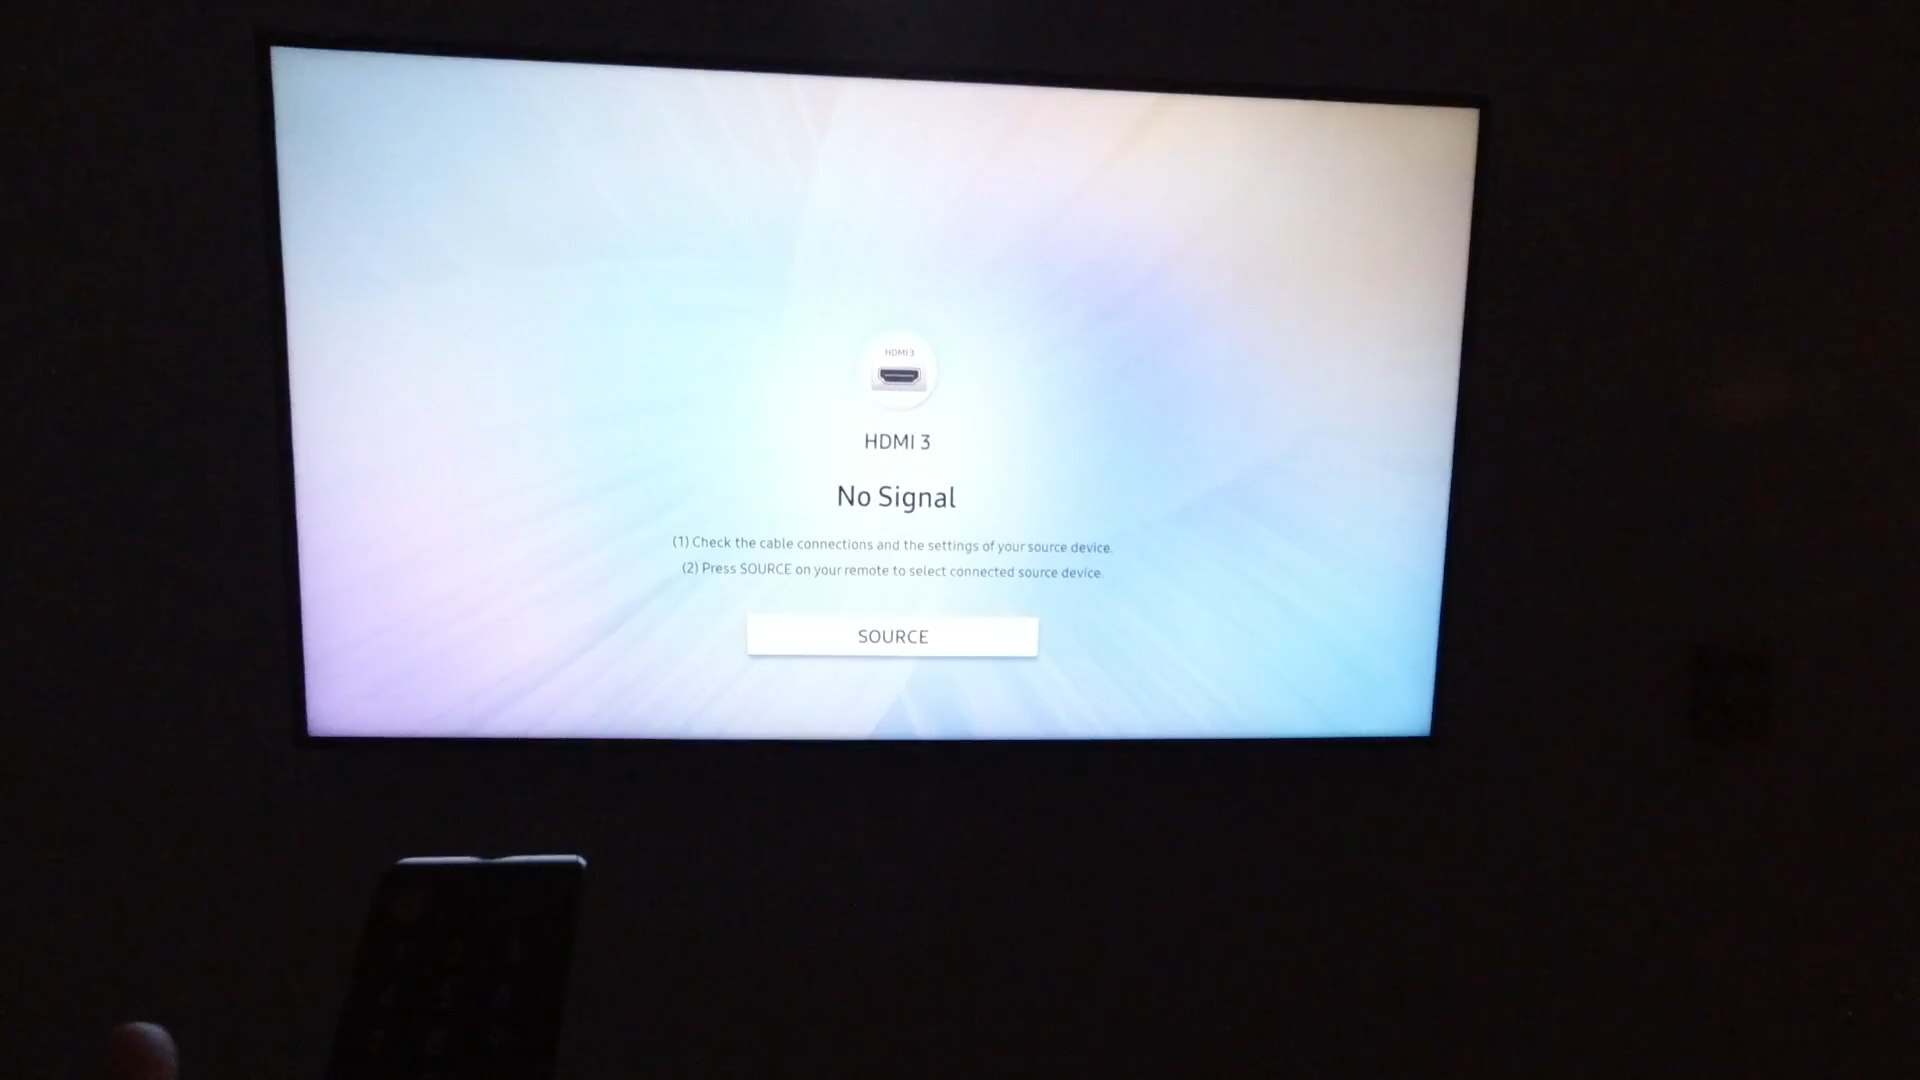 HDMI 3
HDMI 3
No Signal
(1) Check the cable connections and the settings of your source device.
(2) Press SOURCE on your remote to select connected source device.
SOURCE